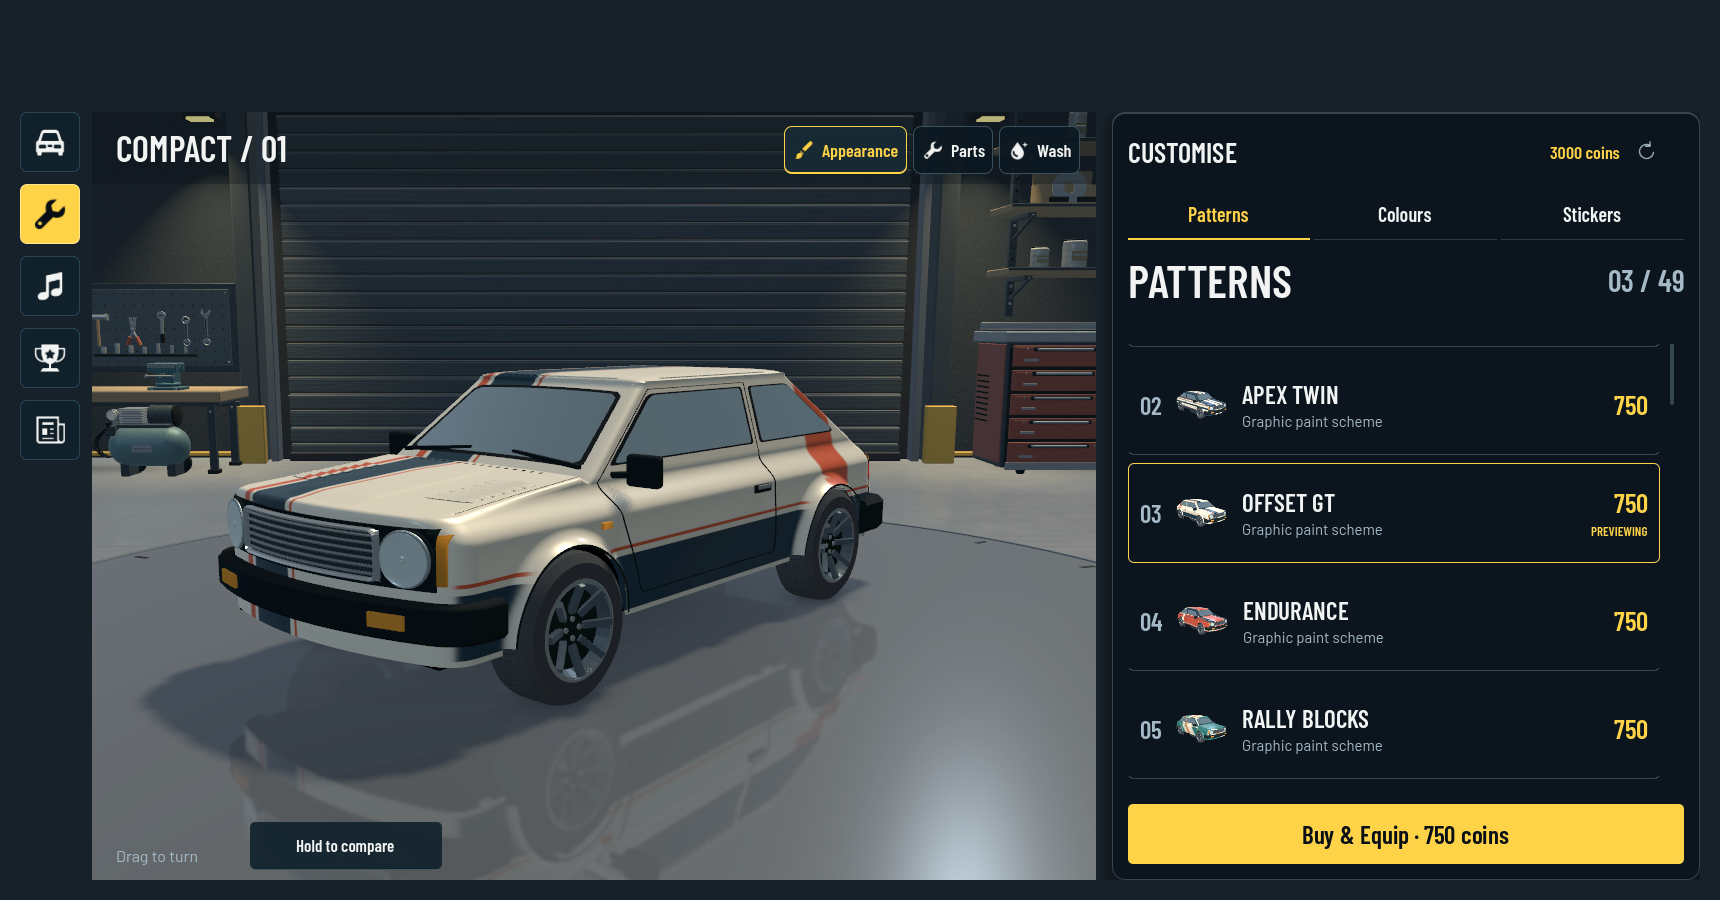 COMPACT / 01
Appearance
Parts
Wash
Drag to turn
Hold to compare
CUSTOMISE
3000 coins
Patterns
Colours
Stickers
PATTERNS
03 / 49
02
APEX TWIN
Graphic paint scheme
750
03
OFFSET GT
Graphic paint scheme
750
PREVIEWING
04
ENDURANCE
Graphic paint scheme
750
05
RALLY BLOCKS
Graphic paint scheme
750
Buy & Equip · 750 coins